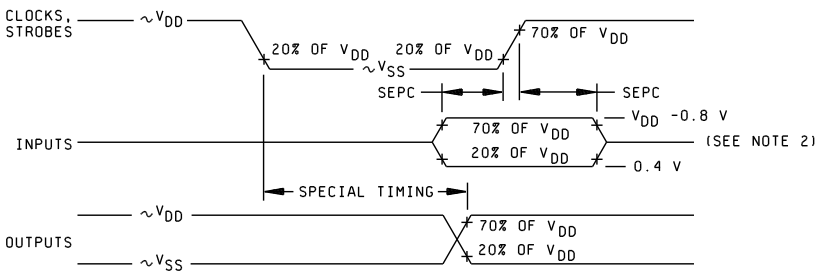 CLOCKS, STROBES
~VDD
20% OF VDD
20% OF VDD
70% OF VDD
~VSS
SEPC
SEPC
INPUTS
70% OF VDD
20% OF VDD
VDD -0.8 V
(SEE NOTE 2)
0.4 V
SPECIAL TIMING
OUTPUTS
~VDD
70% OF VDD
20% OF VDD
~VSS